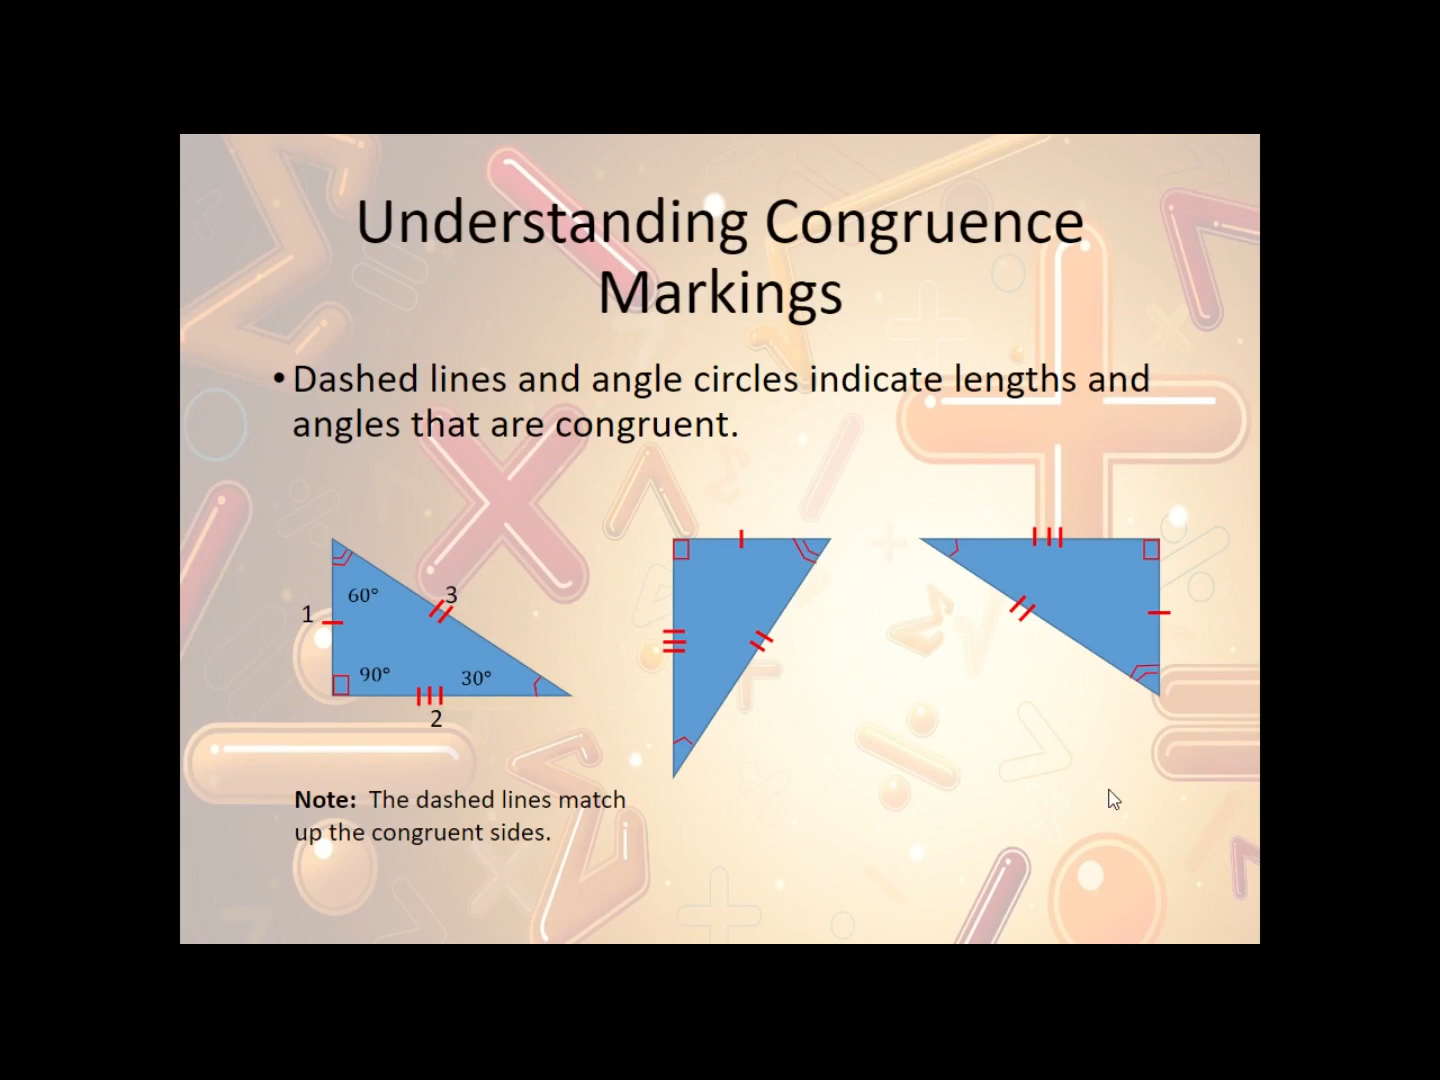 Understanding Congruence
Markings
• Dashed lines and angle circles indicate lengths and
angles that are congruent.
60°
3
1
90°
30°
2
Note: The dashed lines match
up the congruent sides.